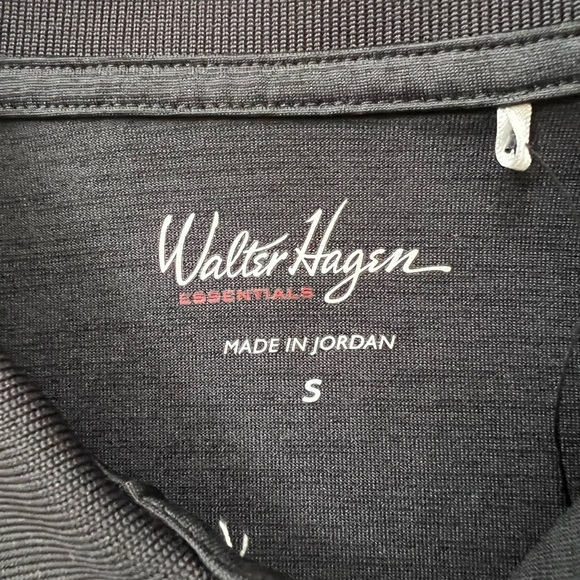 Walter Hagen
ESSENTIALS
MADE IN JORDAN
S